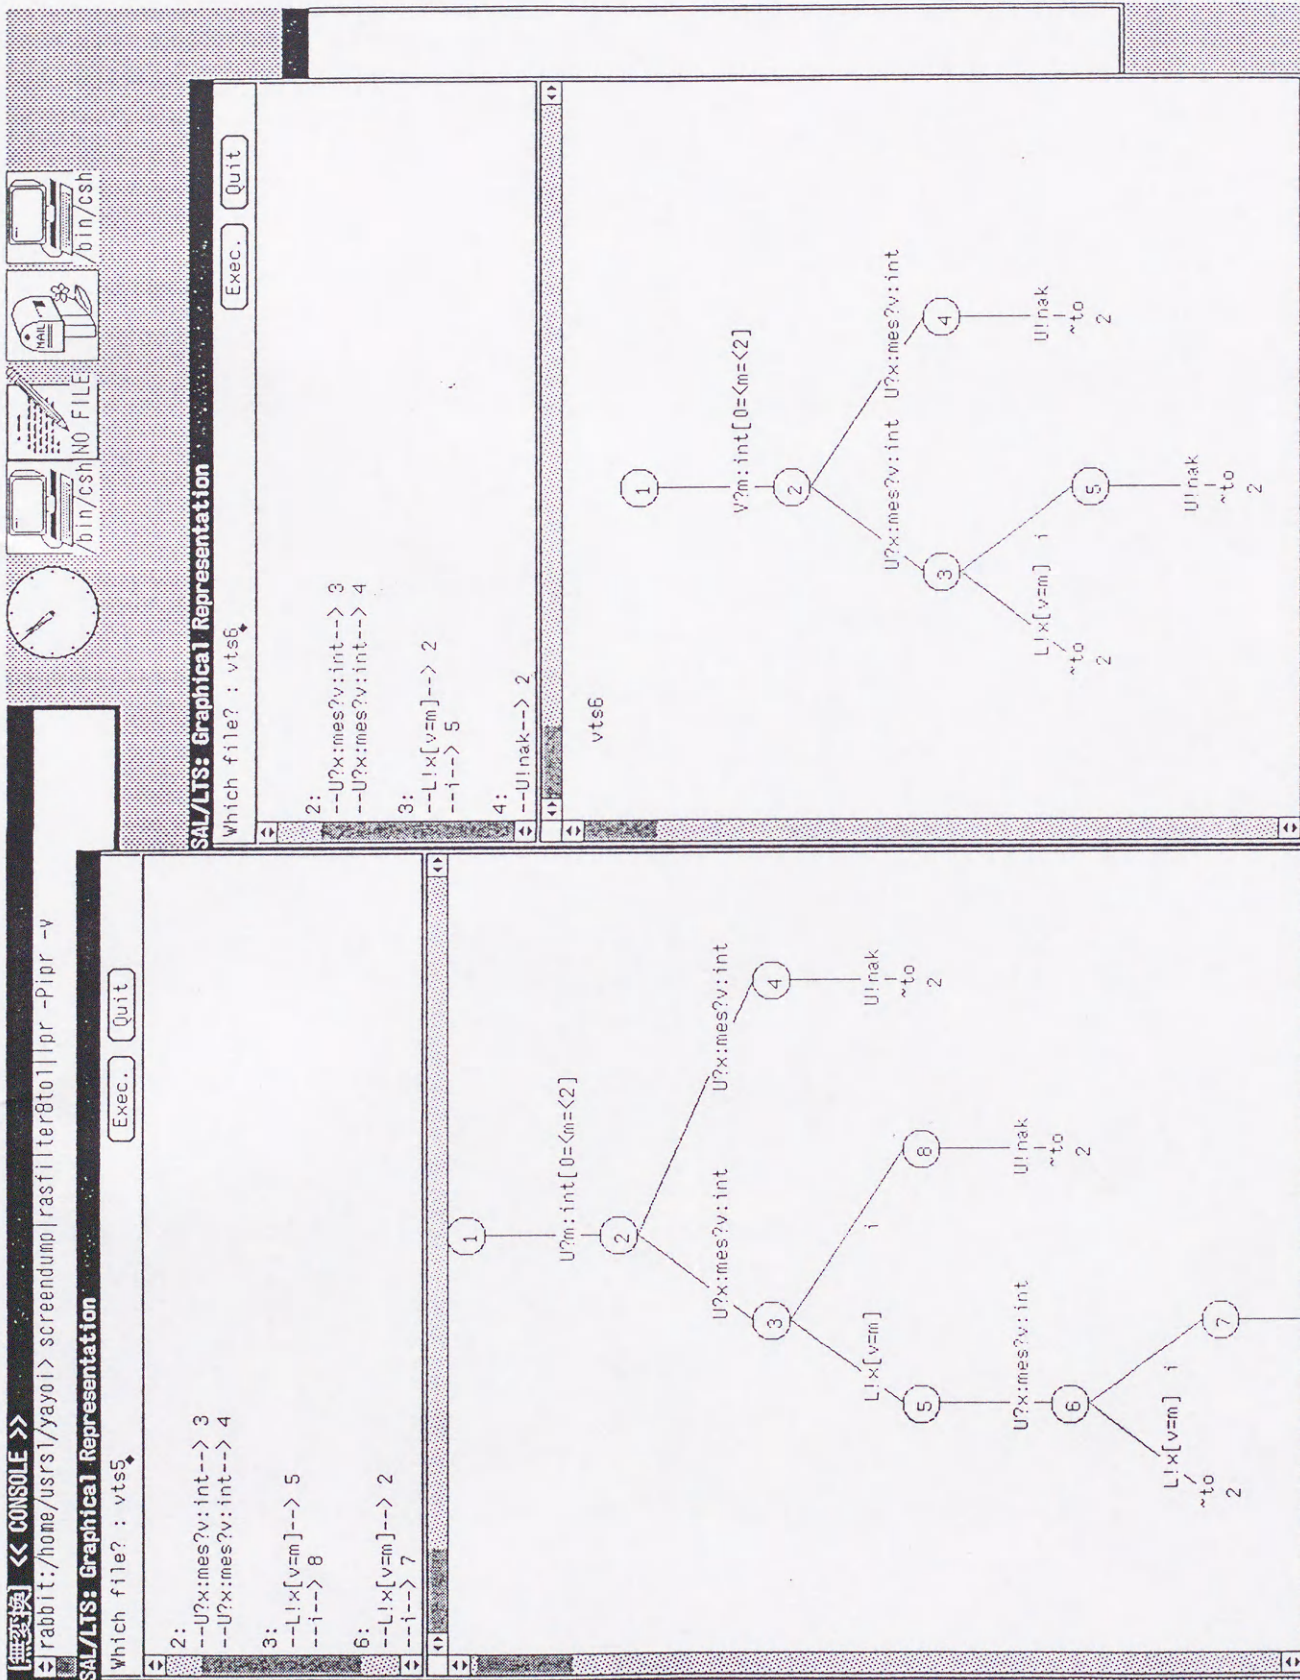 [無変換] << CONSOLE >>
rabbit:/home/usrs1/yayoi> screendump|rasfilter8to1|lpr -Pipr -v
/bin/csh
NO FILE
MAIL
/bin/csh
SAL/LTS: Graphical Representation
Which file? : vts5
Exec.
Quit
2:
--U?x:mes?v:int--> 3
--U?x:mes?v:int--> 4
3:
--L!x[v=m]--> 5
--i--> 8
6:
--L!x[v=m]--> 2
--i--> 7
1
U?m:int[0=<m=<2]
2
U?x:mes?v:int U?x:mes?v:int
3 4
L!x[v=m] i U!nak
~to
2
5 8
U?x:mes?v:int U!nak
~to
2
6
L!x[v=m] i
~to
2
7
SAL/LTS: Graphical Representation
Which file? : vts6
Exec.
Quit
2:
--U?x:mes?v:int--> 3
--U?x:mes?v:int--> 4
3:
--L!x[v=m]--> 2
--i--> 5
4:
--U!nak--> 2
vts6
1
V?m:int[0=<m=<2]
2
U?x:mes?v:int U?x:mes?v:int
3 4
L!x[v=m] i U!nak
~to ~to
2 2
5
U!nak
~to
2